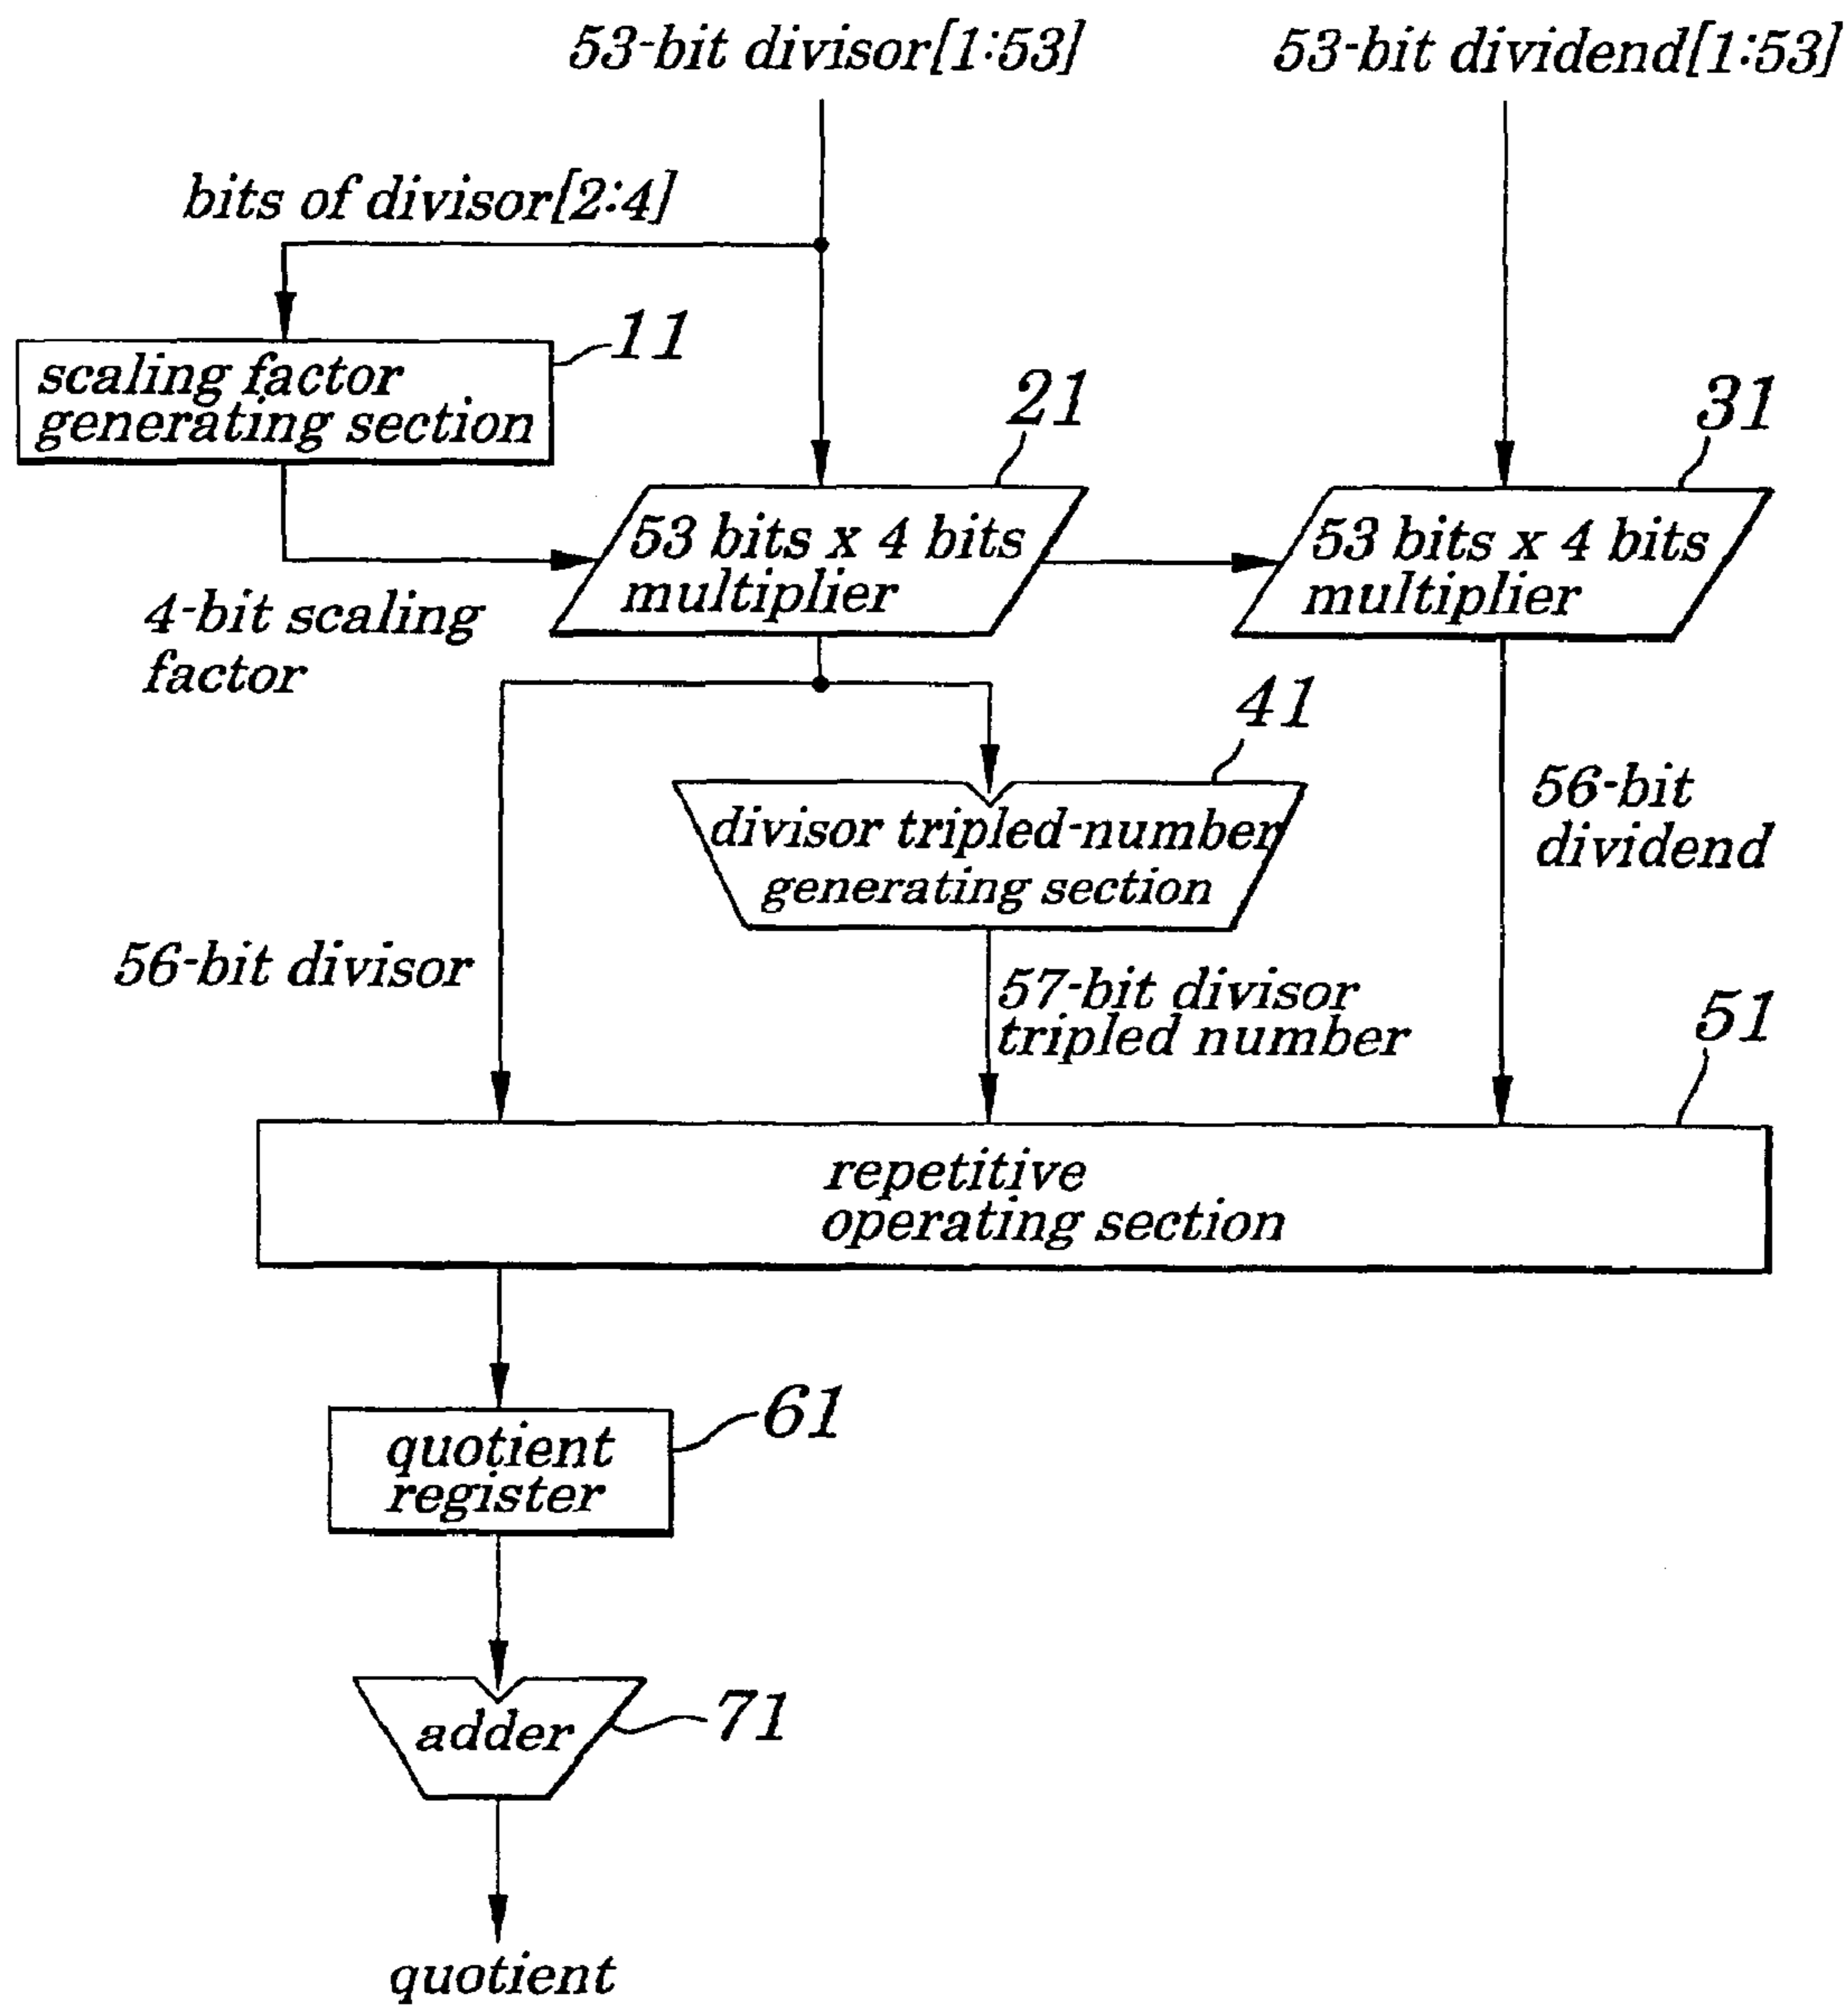 53-bit divisor[1:53]
53-bit dividend[1:53]
bits of divisor[2:4]
11
scaling factor
generating section
21
31
53 bits x 4 bits
multiplier
53 bits x 4 bits
multiplier
4-bit scaling
factor
41
divisor tripled-number
generating section
56-bit
dividend
56-bit divisor
57-bit divisor
tripled number
51
repetitive
operating section
61
quotient
register
71
adder
quotient